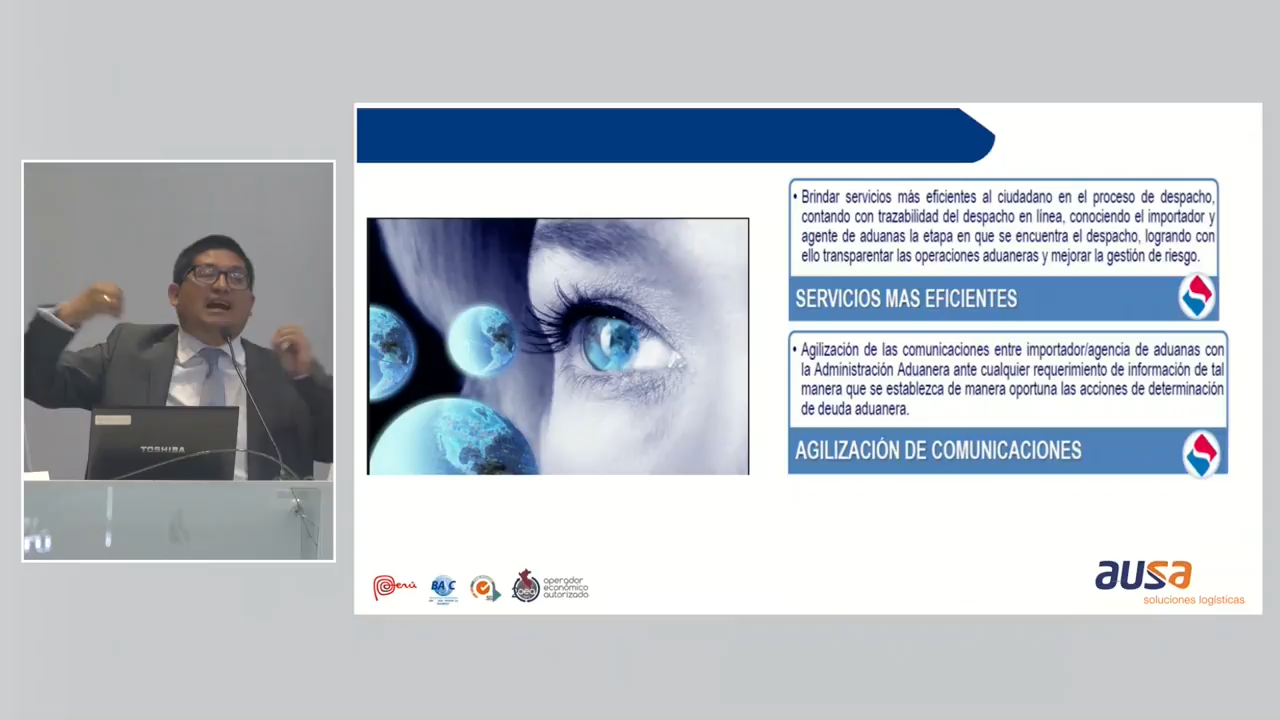 • Brindar servicios más eficientes al ciudadano en el proceso de despacho,
contando con trazabilidad del despacho en línea, conociendo el importador y
agente de aduanas la etapa en que se encuentra el despacho, logrando con
ello transparentar las operaciones aduaneras y mejorar la gestión de riesgo.
SERVICIOS MAS EFICIENTES
• Agilización de las comunicaciones entre importador/agencia de aduanas con
la Administración Aduanera ante cualquier requerimiento de información de tal
manera que se establezca de manera oportuna las acciones de determinación
de deuda aduanera.
AGILIZACIÓN DE COMUNICACIONES
TOSHIBA
rú
Perú
BASC
oea
operador
económico
autorizado
ausa
soluciones logísticas